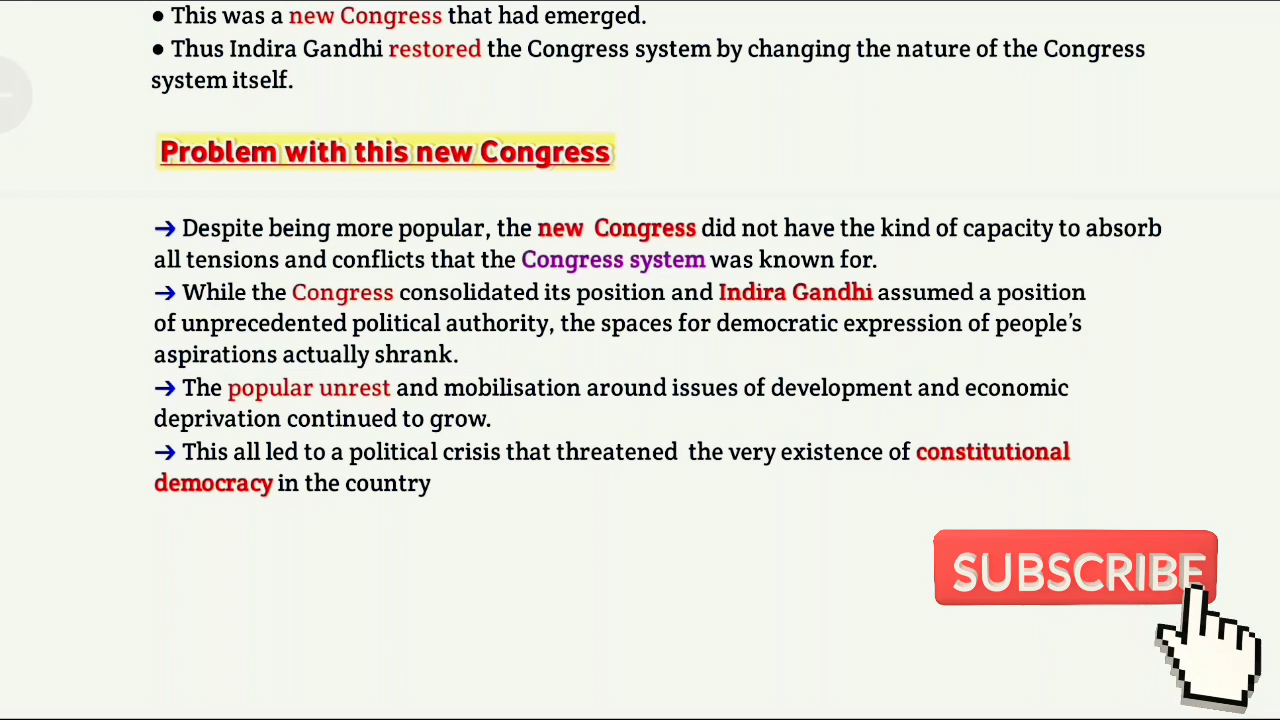 ● This was a new Congress that had emerged.
● Thus Indira Gandhi restored the Congress system by changing the nature of the Congress
system itself.
Problem with this new Congress
→ Despite being more popular, the new  Congress did not have the kind of capacity to absorb
all tensions and conflicts that the Congress system was known for.
→ While the Congress consolidated its position and Indira Gandhi assumed a position
of unprecedented political authority, the spaces for democratic expression of people’s
aspirations actually shrank.
→ The popular unrest and mobilisation around issues of development and economic
deprivation continued to grow.
→ This all led to a political crisis that threatened  the very existence of constitutional
democracy in the country
SUBSCRIBE